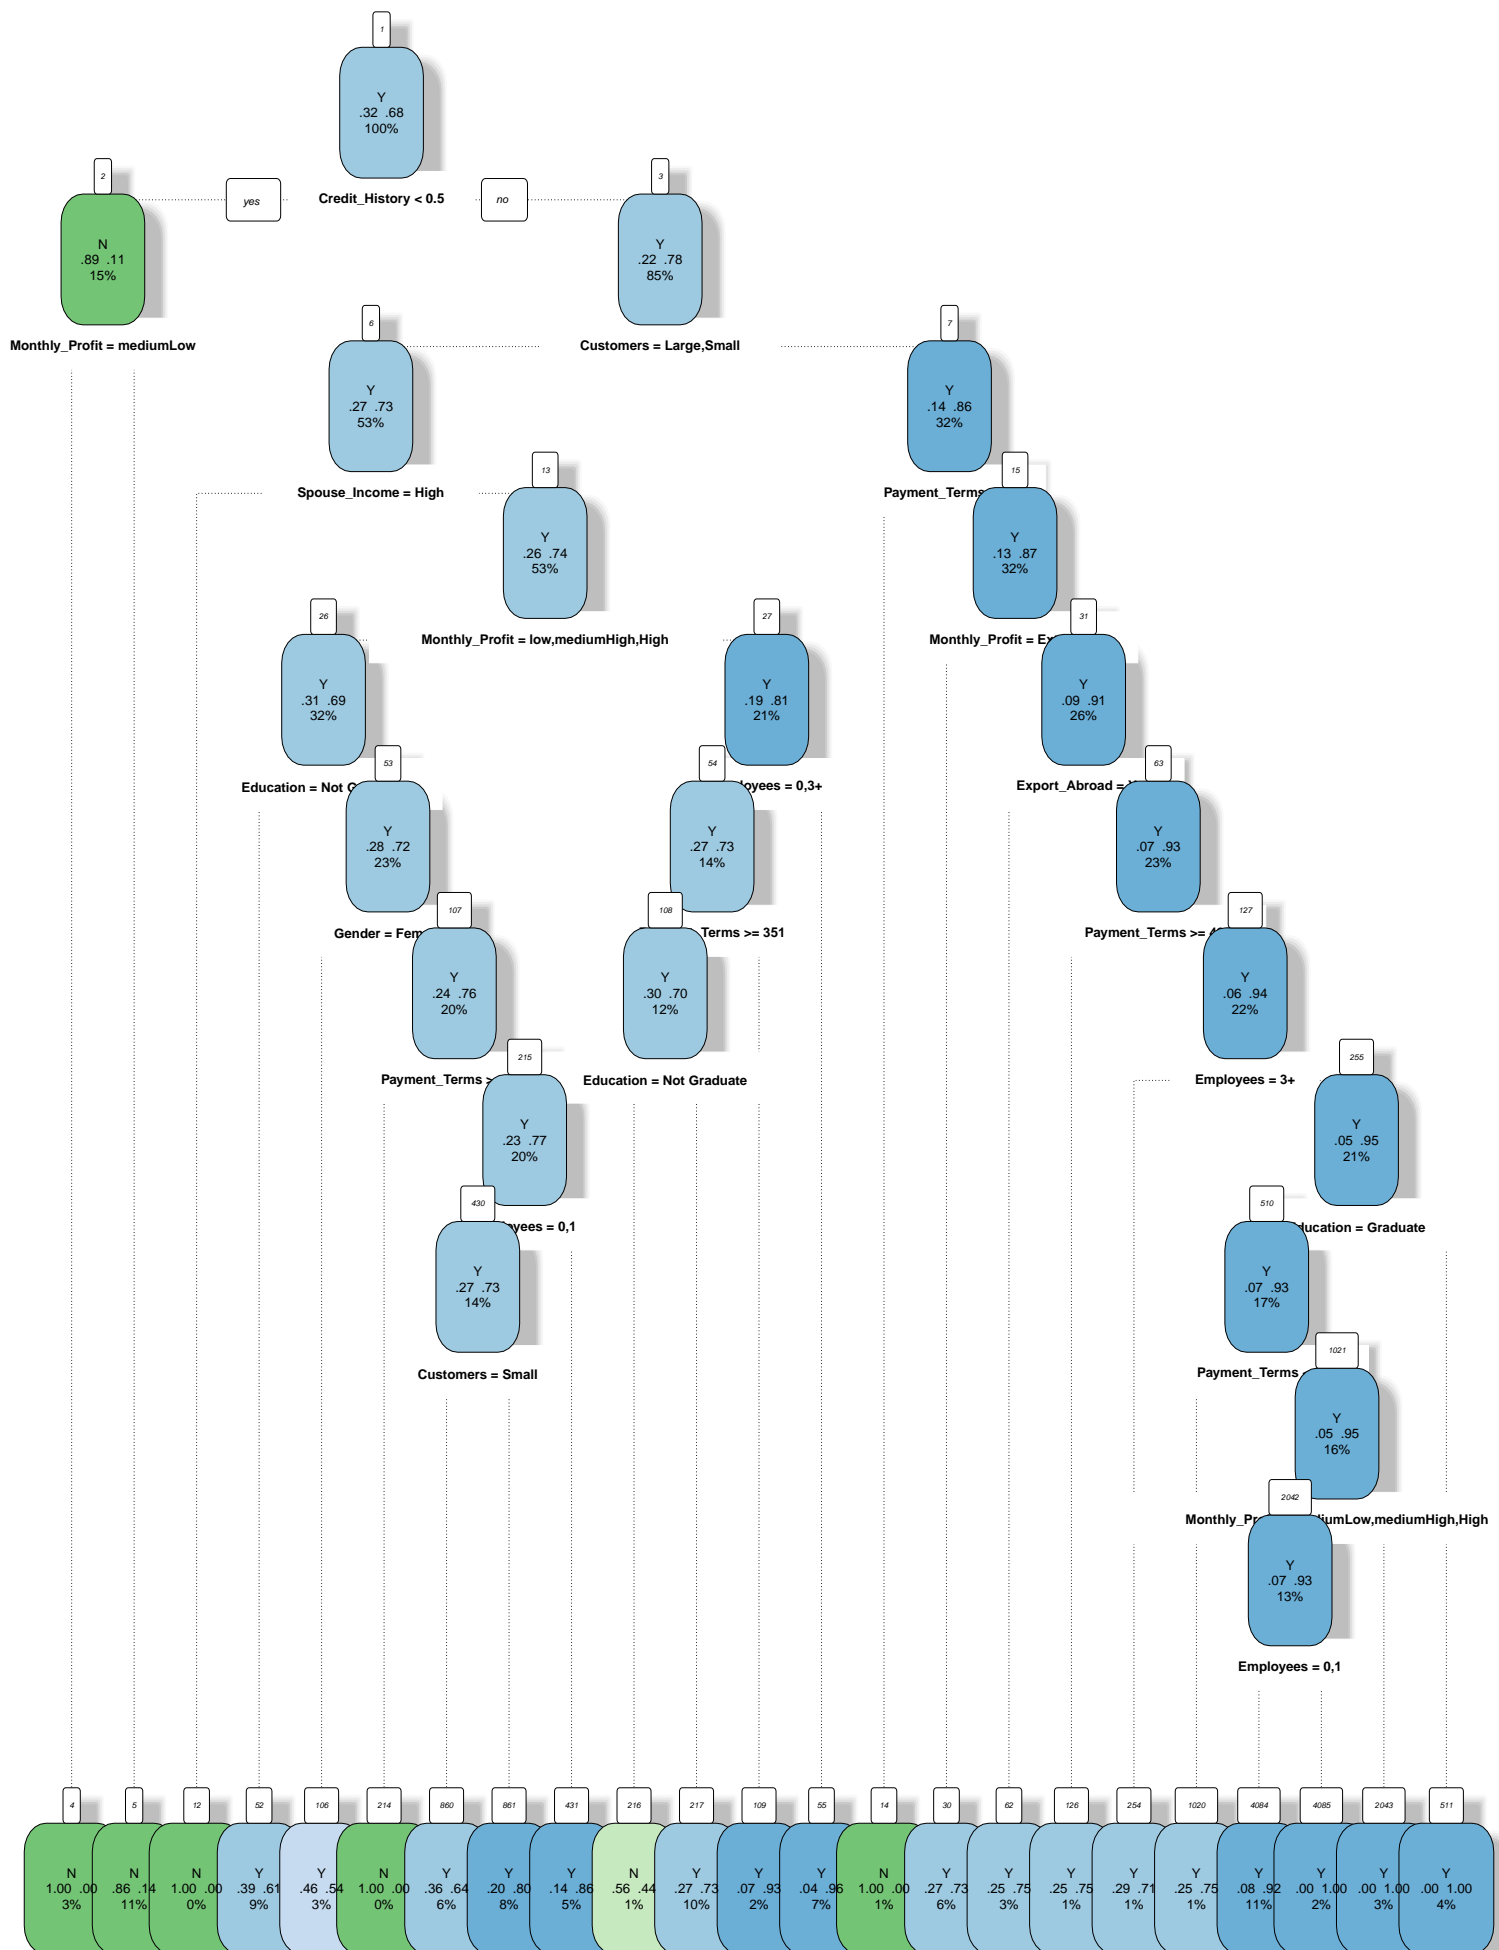 1
Y
.32 .68
100%
2
yes
Credit_History < 0.5
no
3
N
.89 .11
15%
Y
.22 .78
85%
6
7
Monthly_Profit = mediumLow
Customers = Large,Small
Y
.27 .73
53%
Y
.14 .86
32%
13
15
Spouse_Income = High
Payment_Terms
Y
.26 .74
53%
Y
.13 .87
32%
26
27
31
Monthly_Profit = low,mediumHigh,High
Monthly_Profit =
Y
.31 .69
32%
Y
.19 .81
21%
Y
.09 .91
26%
53
54
63
Education = Not
= 0,3+
Export_Abroad =
Y
.28 .72
23%
Y
.27 .73
14%
Y
.07 .93
23%
107
108
127
Gender =
Terms >= 351
Payment_Terms >=
Y
.24 .76
20%
Y
.30 .70
12%
Y
.06 .94
22%
215
255
Payment_Terms
Education = Not Graduate
Employees = 3+
Y
.23 .77
20%
Y
.05 .95
21%
430
510
= 0,1
= Graduate
Y
.27 .73
14%
Y
.07 .93
17%
1021
Customers = Small
Payment_Terms
Y
.05 .95
16%
2042
mediumHigh,High
Y
.07 .93
13%
Employees = 0,1
4 5 12 52 106 214 860 861 431 216 217 109 55 14 30 62 126 254 1020 4084 4085 2043 511
N N N Y Y N Y Y Y N Y Y Y N Y Y Y Y Y Y Y Y Y
1.00 .00 .86 .14 1.00 .00 .39 .61 .46 .54 1.00 .00 .36 .64 .20 .80 .14 .86 .56 .44 .27 .73 .07 .93 .04 .96 1.00 .00 .27 .73 .25 .75 .25 .75 .29 .71 .25 .75 .08 .92 .00 1.00 .00 1.00 .00 1.00
3% 11% 0% 9% 3% 0% 6% 8% 5% 1% 10% 2% 7% 1% 6% 3% 1% 1% 1% 11% 2% 3% 4%